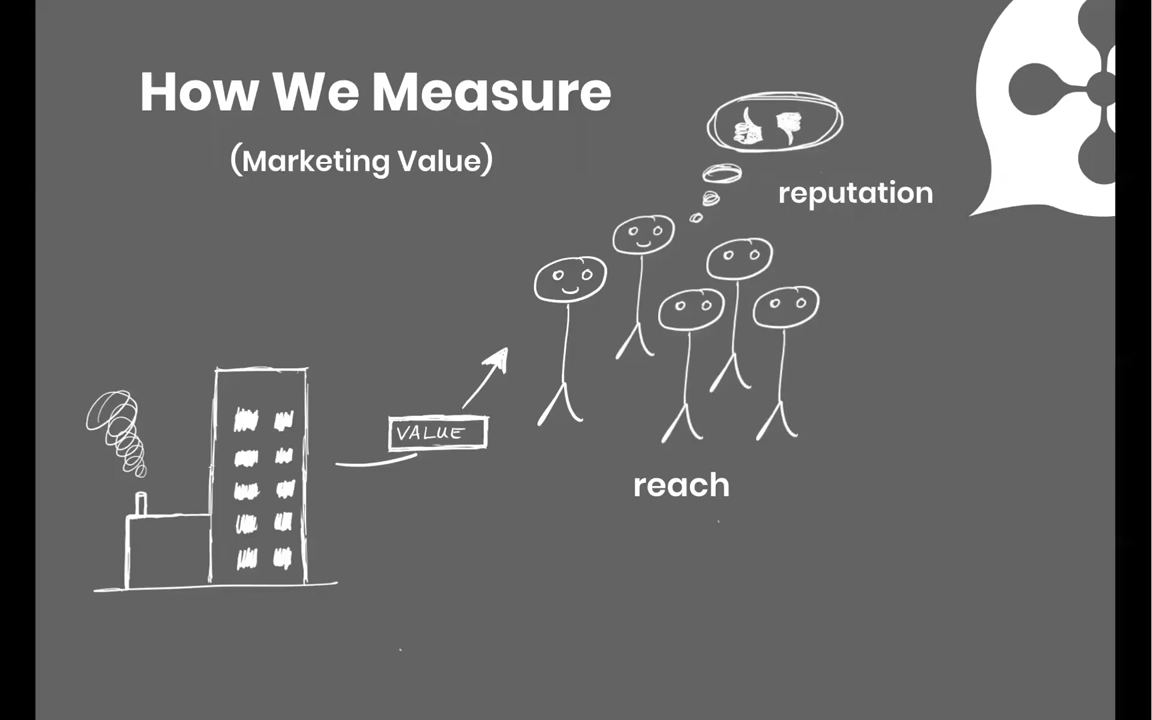 How We Measure
(Marketing Value)
reputation
VALUE
reach